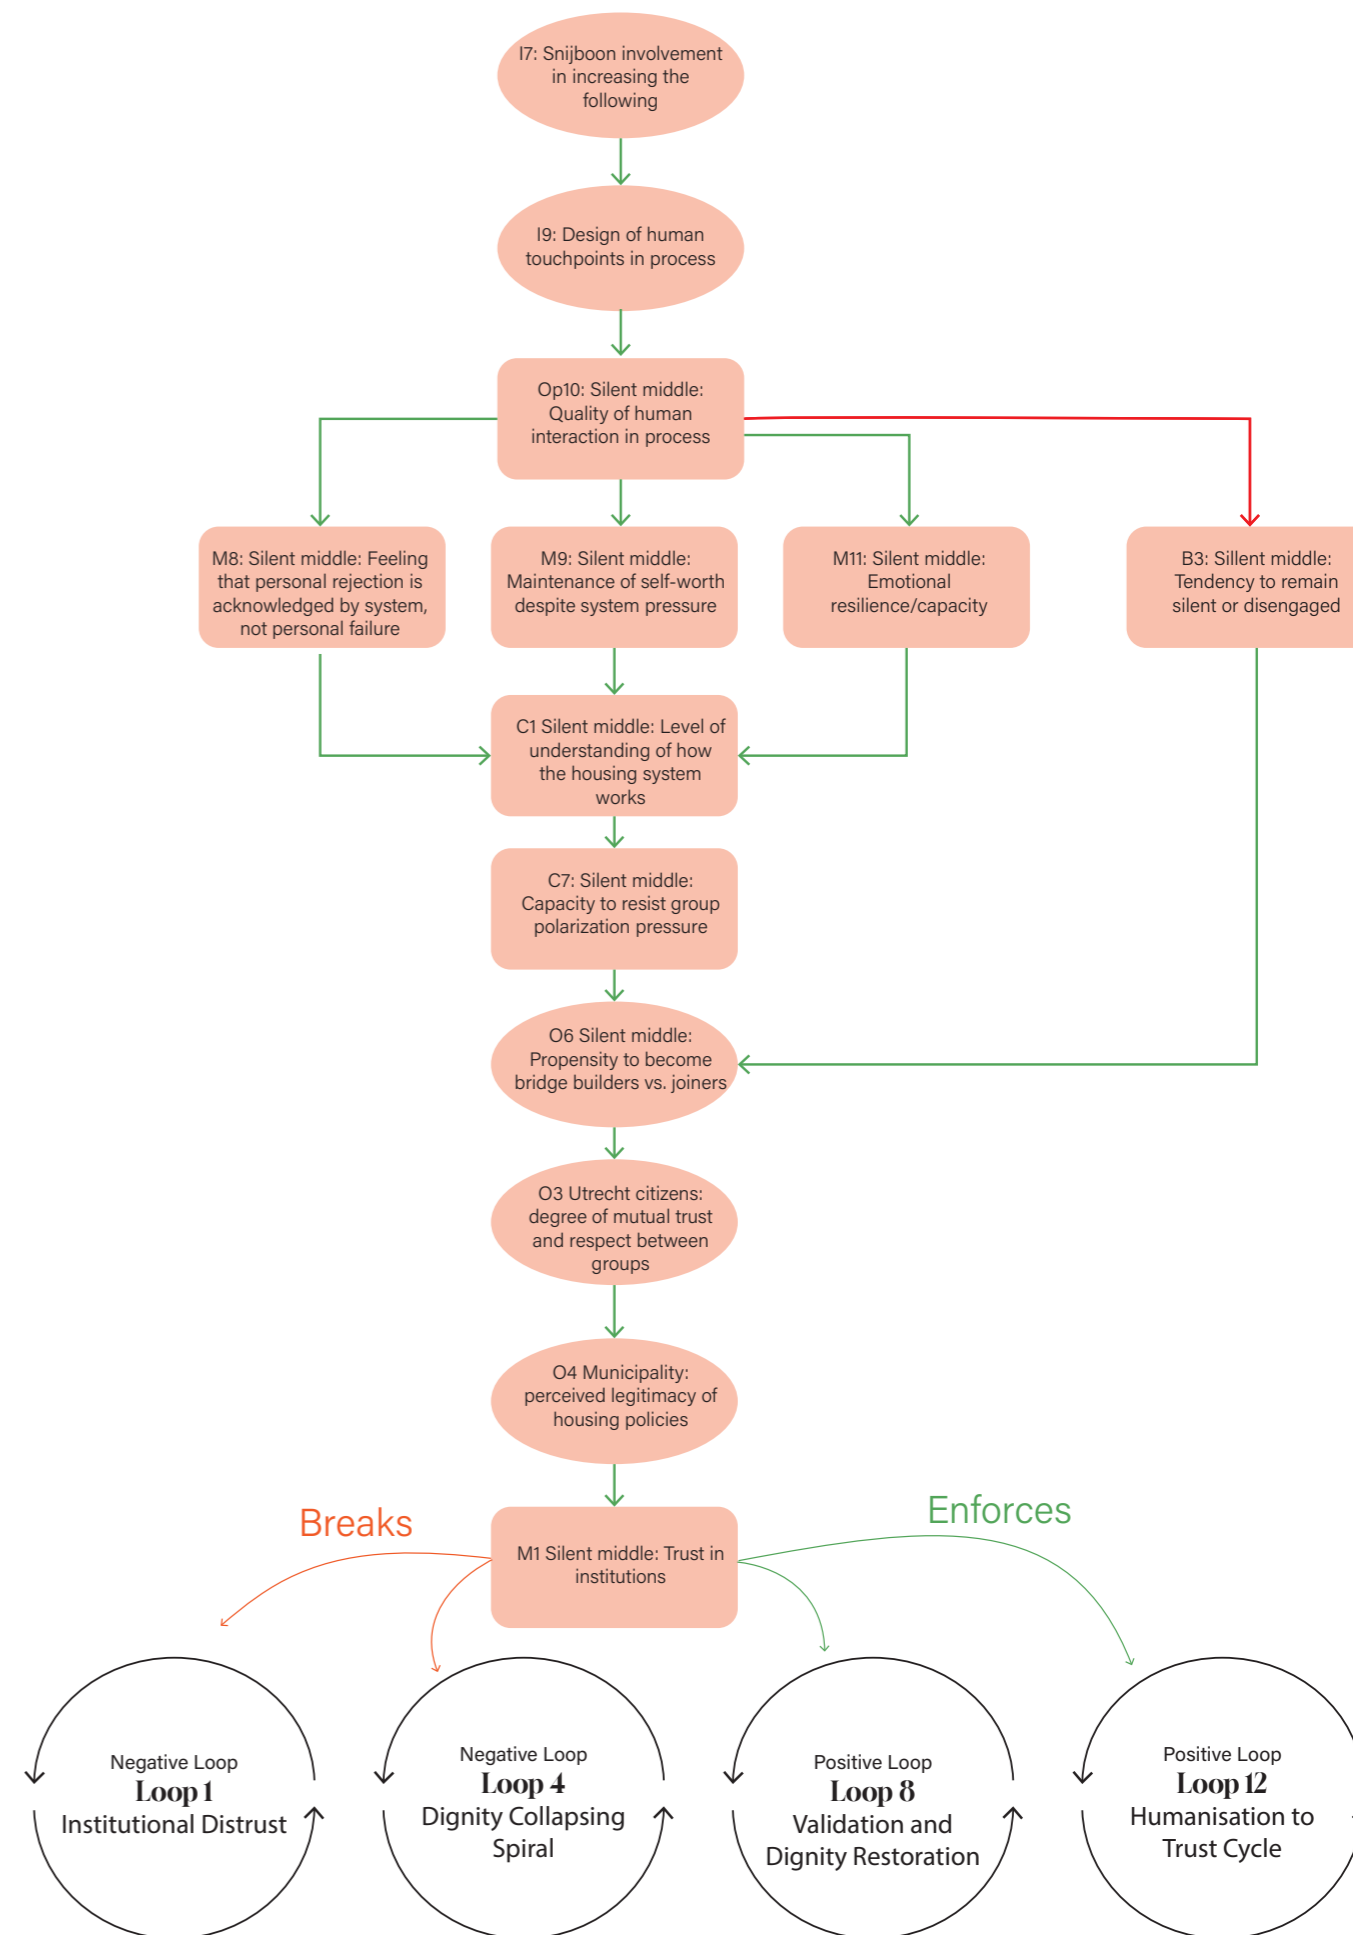 I7: Snijboon involvement
in increasing the
following
I9: Design of human
touchpoints in process
Op10: Silent middle:
Quality of human
interaction in process
M8: Silent middle: Feeling
that personal rejection is
acknowledged by system,
not personal failure
M9: Silent middle:
Maintenance of self-worth
despite system pressure
M11: Silent middle:
Emotional
resilience/capacity
B3: Sillent middle:
Tendency to remain
silent or disengaged
C1 Silent middle: Level of
understanding of how
the housing system
works
C7: Silent middle:
Capacity to resist group
polarization pressure
O6 Silent middle:
Propensity to become
bridge builders vs. joiners
O3 Utrecht citizens:
degree of mutual trust
and respect between
groups
O4 Municipality:
perceived legitimacy of
housing policies
Breaks
Enforces
M1 Silent middle: Trust in
institutions
Negative Loop
Loop 1
Institutional Distrust
Negative Loop
Loop 4
Dignity Collapsing
Spiral
Positive Loop
Loop 8
Validation and
Dignity Restoration
Positive Loop
Loop 12
Humanisation to
Trust Cycle